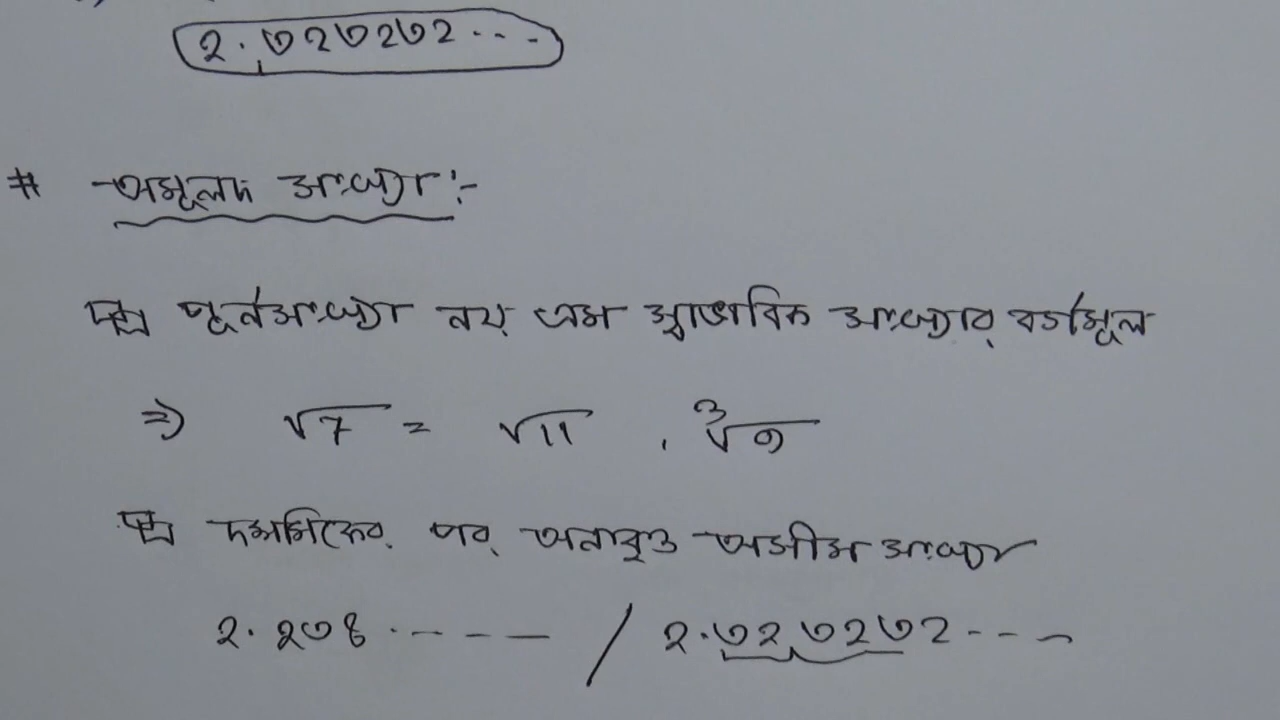 ২.৩২৩২৩২...
# অমূলদ সংখ্যা :-
পূর্নসংখ্যা নয় এমন স্বাভাবিক সংখ্যার বর্গমূল
⇒ √7 = √11 , ∛৩
দশমিকের পর অনাবৃত অসীম সংখ্যা
২.২৩৪.---- / ২.৩২৩২৩২---